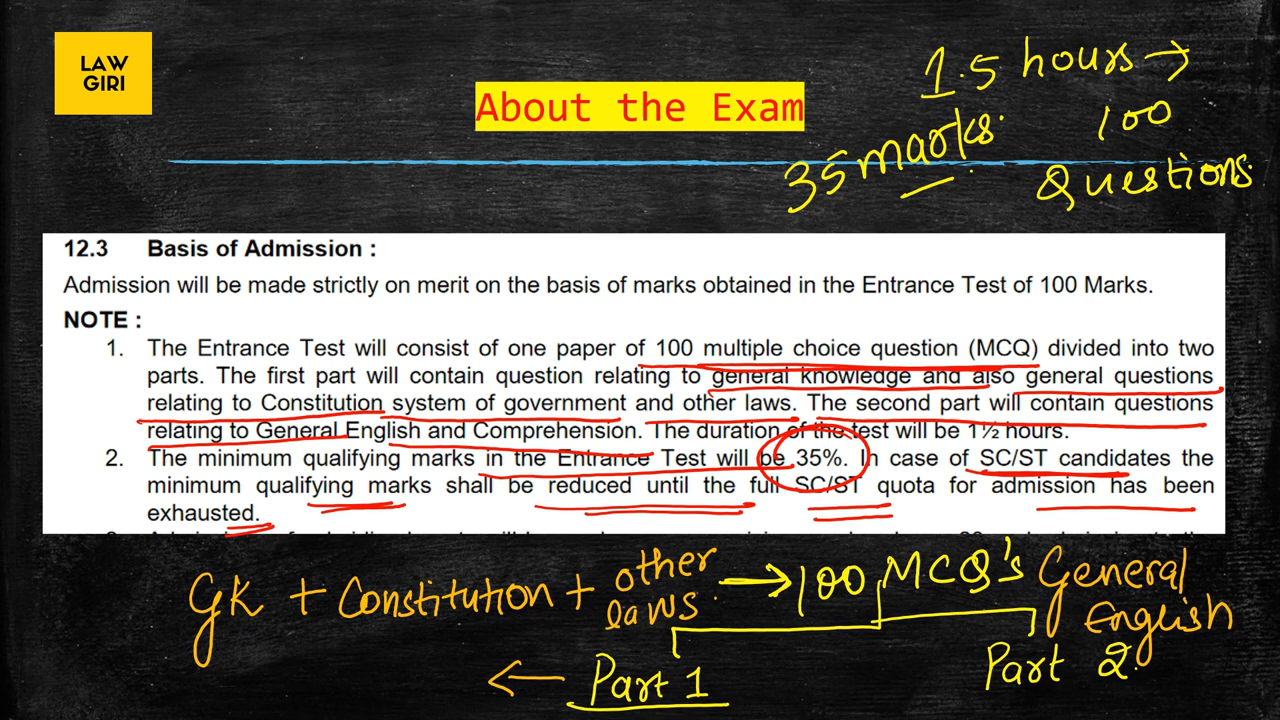 LAW
GIRI
About the Exam
1.5 hours →
35 marks.
100
Questions.
12.3 Basis of Admission :
Admission will be made strictly on merit on the basis of marks obtained in the Entrance Test of 100 Marks.
NOTE :
1. The Entrance Test will consist of one paper of 100 multiple choice question (MCQ) divided into two
parts. The first part will contain question relating to general knowledge and also general questions
relating to Constitution system of government and other laws. The second part will contain questions
relating to General English and Comprehension. The duration of the test will be 1½ hours.
2. The minimum qualifying marks in the Entrance Test will be 35%. In case of SC/ST candidates the
minimum qualifying marks shall be reduced until the full SC/ST quota for admission has been
exhausted.
GK + Constitution + other laws. → 100 MCQ's General
English
← Part 1
Part 2.